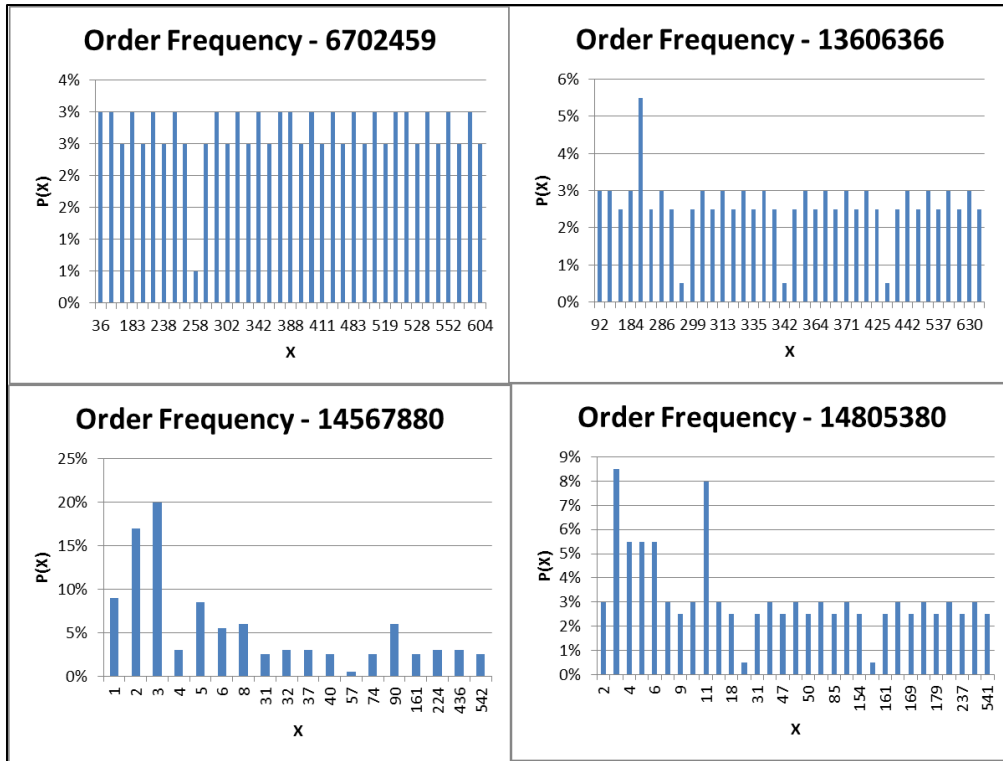 Order Frequency - 6702459
4%
3%
3%
2%
2%
1%
1%
0%
P(X)
36 183 238 258 302 342 388 411 483 519 528 552 604
X
Order Frequency - 13606366
6%
5%
4%
3%
2%
1%
0%
P(X)
92 184 286 299 313 335 342 364 371 425 442 537 630
X
Order Frequency - 14567880
25%
20%
15%
10%
5%
0%
P(X)
1 2 3 4 5 6 8 31 32 37 40 57 74 90 161 224 436 542
X
Order Frequency - 14805380
9%
8%
7%
6%
5%
4%
3%
2%
1%
0%
P(X)
2 4 6 9 11 18 31 47 50 85 154 161 169 179 237 541
X